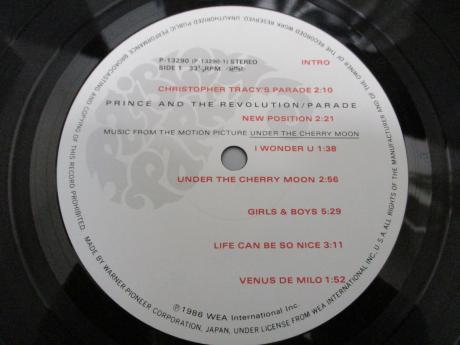 P-13290 (P-13290-1) STEREO
SIDE 1 33⅓ RPM.
INTRO
CHRISTOPHER TRACY'S PARADE 2:10
PRINCE AND THE REVOLUTION/PARADE
NEW POSITION 2:21
MUSIC FROM THE MOTION PICTURE UNDER THE CHERRY MOON
I WONDER U 1:38
UNDER THE CHERRY MOON 2:56
GIRLS & BOYS 5:29
LIFE CAN BE SO NICE 3:11
VENUS DE MILO 1:52
℗1986 WEA International Inc.
MADE BY WARNER-PIONEER CORPORATION, JAPAN, UNDER LICENSE FROM WEA INTERNATIONAL INC., U.S.A. ALL RIGHTS OF THE MANUFACTURER AND OF THE OWNER OF THE RECORDED WORK RESERVED. UNAUTHORIZED PUBLIC PERFORMANCE, BROADCASTING AND COPYING OF THIS RECORD PROHIBITED.
PAISLEY PARK